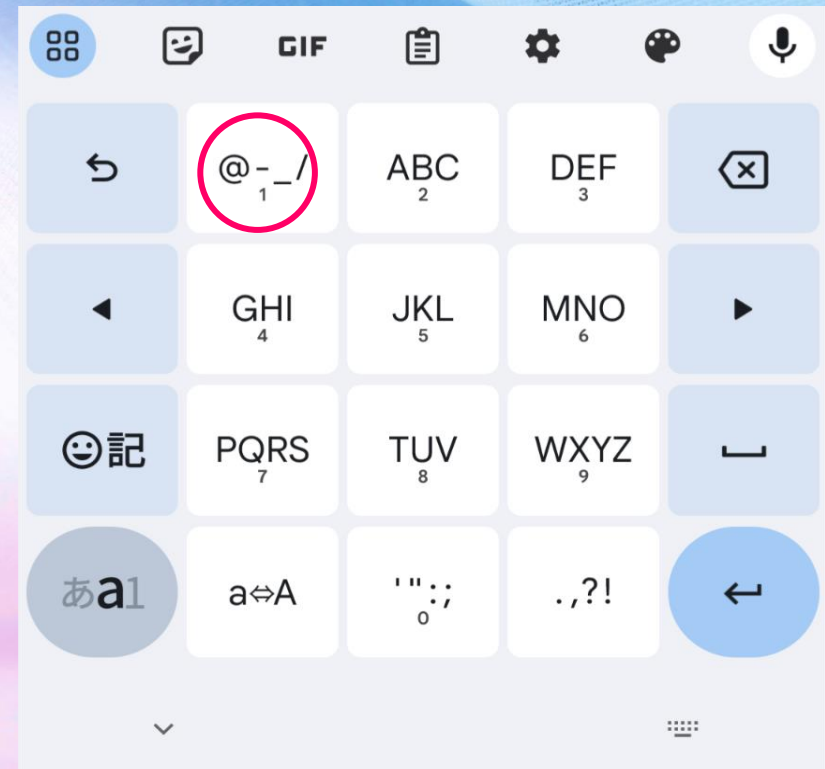 GIF
@-_/
1
ABC
2
DEF
3
GHI
4
JKL
5
MNO
6
記
PQRS
7
TUV
8
WXYZ
9
あa1
a⇔A
'":;
0
.,?!